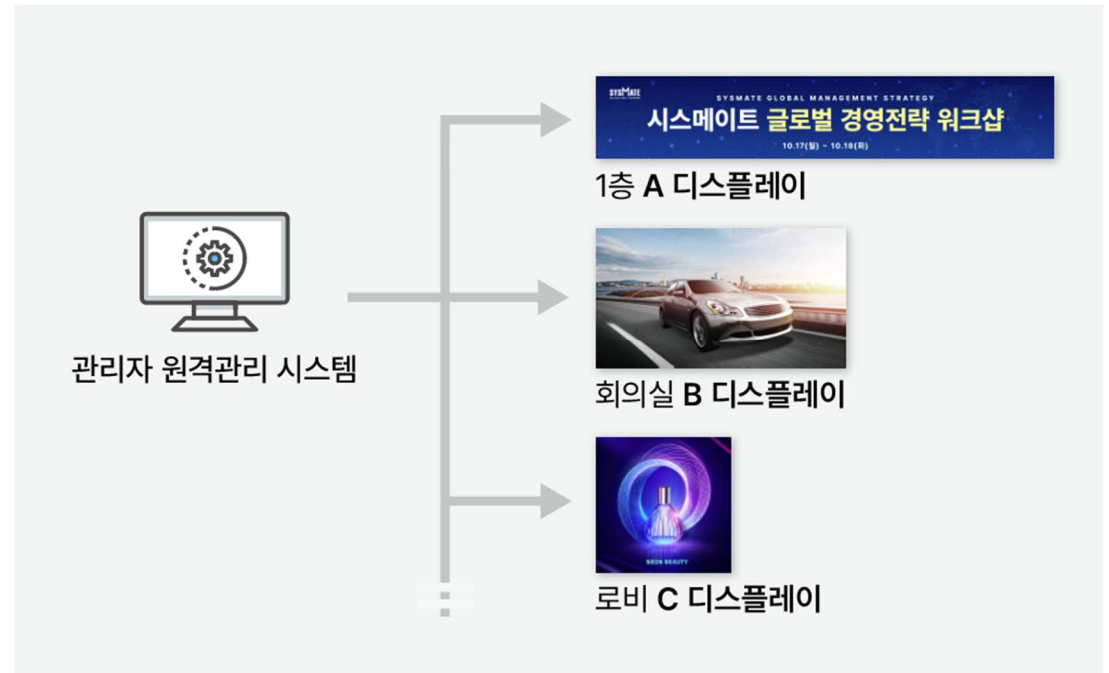 SYSMATE
SYSMATE GLOBAL MANAGEMENT STRATEGY
시스메이트 글로벌 경영전략 워크샵
10.17(월) ~ 10.18(화)
1층 A 디스플레이
관리자 원격관리 시스템
회의실 B 디스플레이
NEON BEAUTY
로비 C 디스플레이